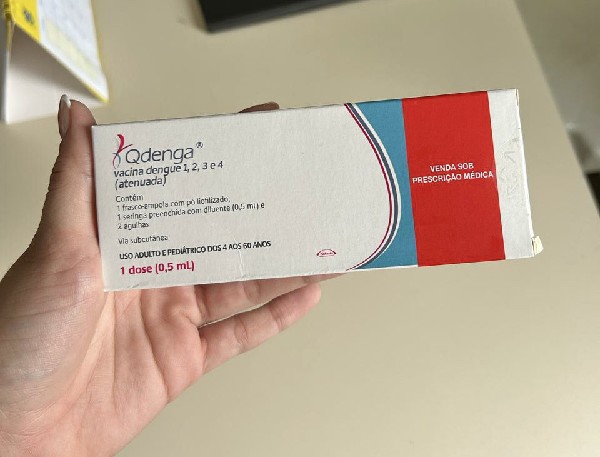 Qdenga®
vacina dengue 1, 2, 3 e 4
(atenuada)
Contém:
1 frasco-ampola com pó liofilizado,
1 seringa preenchida com diluente (0,5 mL) e
2 agulhas
Via subcutânea
USO ADULTO E PEDIÁTRICO DOS 4 AOS 60 ANOS
1 dose (0,5 mL)
VENDA SOB
PRESCRIÇÃO MÉDICA